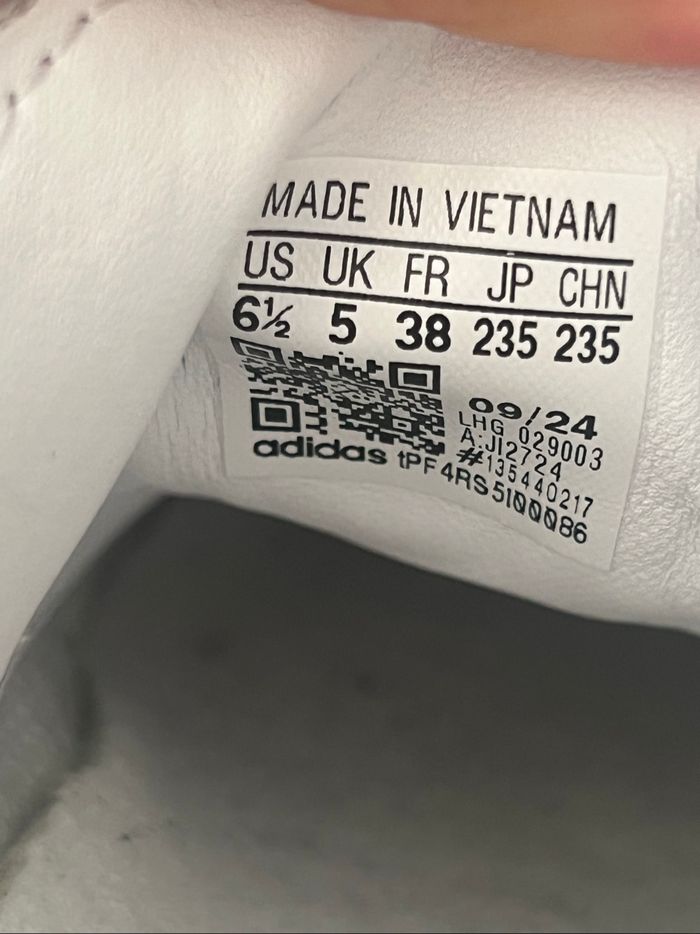 MADE IN VIETNAM
US UK FR JP CHN
6½ 5 38 235 235
09/24
LHG 029003
A:JI2724
#135440217
adidas tPF4RS5100086